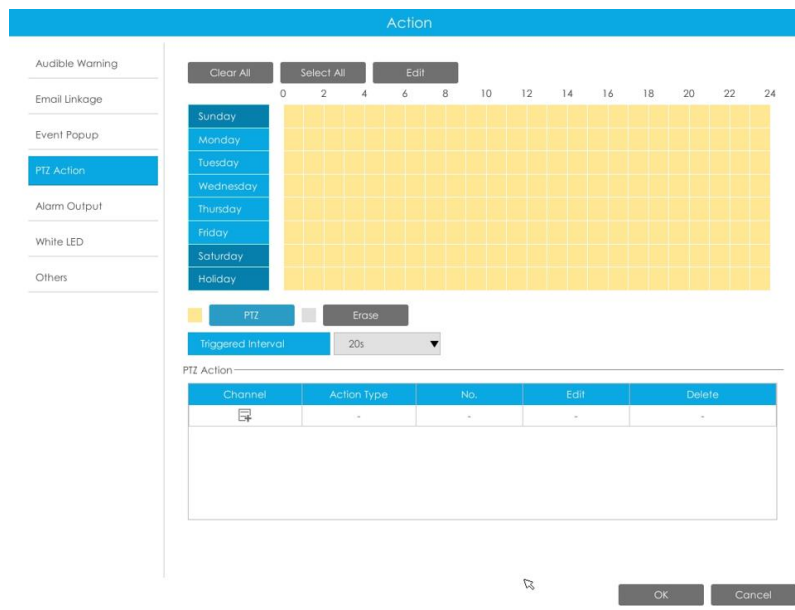 Action
Audible Warning
Email Linkage
Event Popup
PTZ Action
Alarm Output
White LED
Others
Clear All Select All Edit
0 2 4 6 8 10 12 14 16 18 20 22 24
Sunday
Monday
Tuesday
Wednesday
Thursday
Friday
Saturday
Holiday
PTZ Erase
Triggered Interval 20s
PTZ Action
Channel Action Type No. Edit Delete
- - - -
OK Cancel